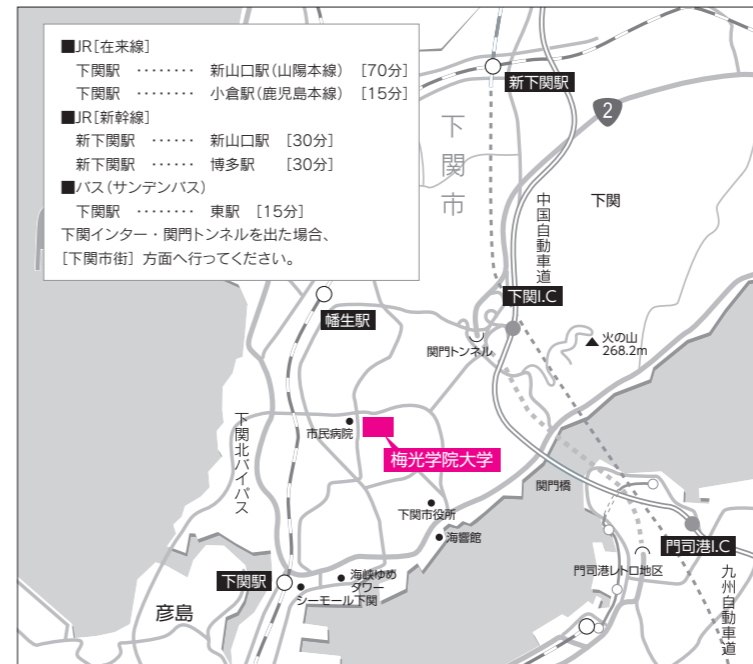 ■JR[在来線]
下関駅 ‥‥‥‥ 新山口駅(山陽本線) [70分]
下関駅 ‥‥‥‥ 小倉駅(鹿児島本線) [15分]
■JR[新幹線]
新下関駅 ‥‥‥ 新山口駅 [30分]
新下関駅 ‥‥‥ 博多駅 [30分]
■バス(サンデンバス)
下関駅 ‥‥‥‥ 東駅 [15分]
下関インター・関門トンネルを出た場合、
[下関市街] 方面へ行ってください。
新下関駅
2
下関市
中国自動車道
下関
下関I.C
幡生駅
関門トンネル
火の山
268.2m
下関北バイパス
市民病院
梅光学院大学
関門橋
下関市役所
海響館
門司港I.C
下関駅
海峡ゆめ
タワー
シーモール下関
門司港レトロ地区
九州自動車道
彦島